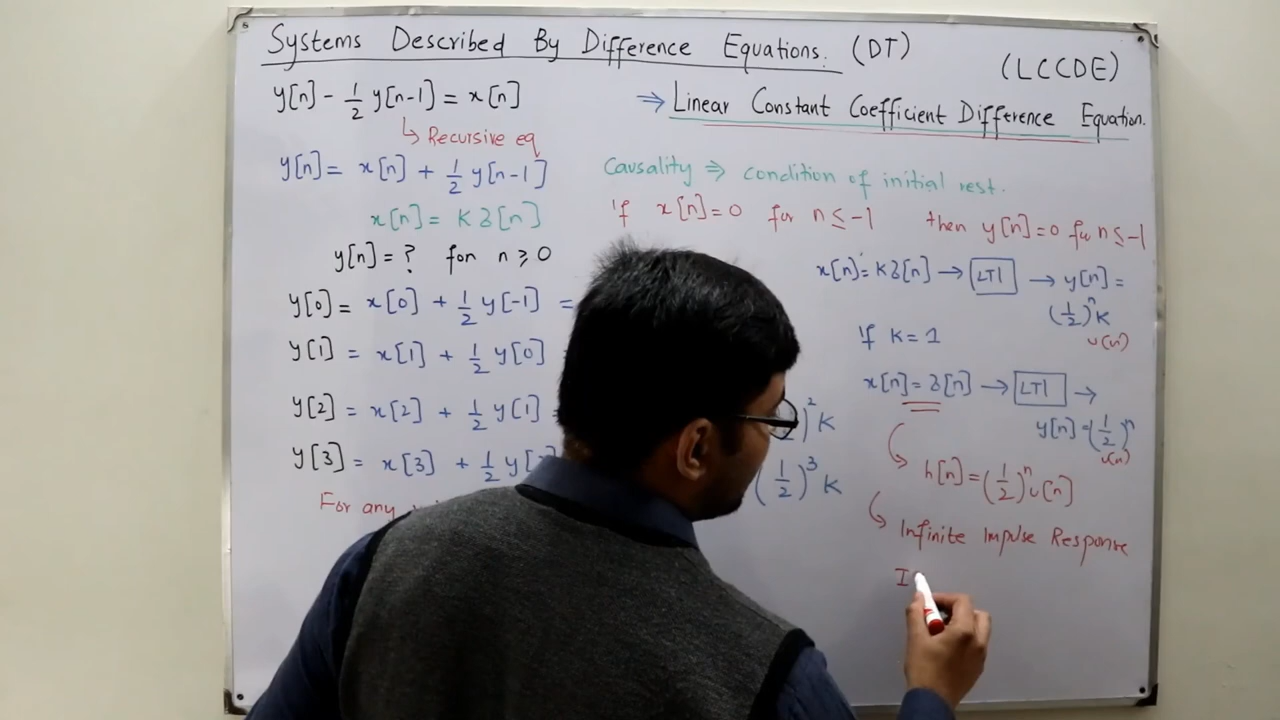 Systems Described By Difference Equations. (DT)
(LCCDE)
y[n] - 1/2 y[n-1] = x[n]
↳ Recursive eq
y[n] = x[n] + 1/2 y[n-1]
x[n] = K δ[n]
y[n] = ? for n ≥ 0
y[0] = x[0] + 1/2 y[-1] =
y[1] = x[1] + 1/2 y[0]
y[2] = x[2] + 1/2 y[1] =
)² K
y[3] = x[3] + 1/2 y[
(1/2)³ K
For any
⇒ Linear Constant Coefficient Difference Equation.
Causality ⇒ condition of initial rest.
if x[n] = 0 for n ≤ -1 then y[n] = 0 for n ≤ -1
x[n] = K δ[n] → LTI → y[n] =
(1/2)ⁿ K
u(n)
if K = 1
x[n] = δ[n] → LTI →
y[n] = (1/2)ⁿ
u(n)
h[n] = (1/2)ⁿ u[n]
Infinite Impulse Response
I